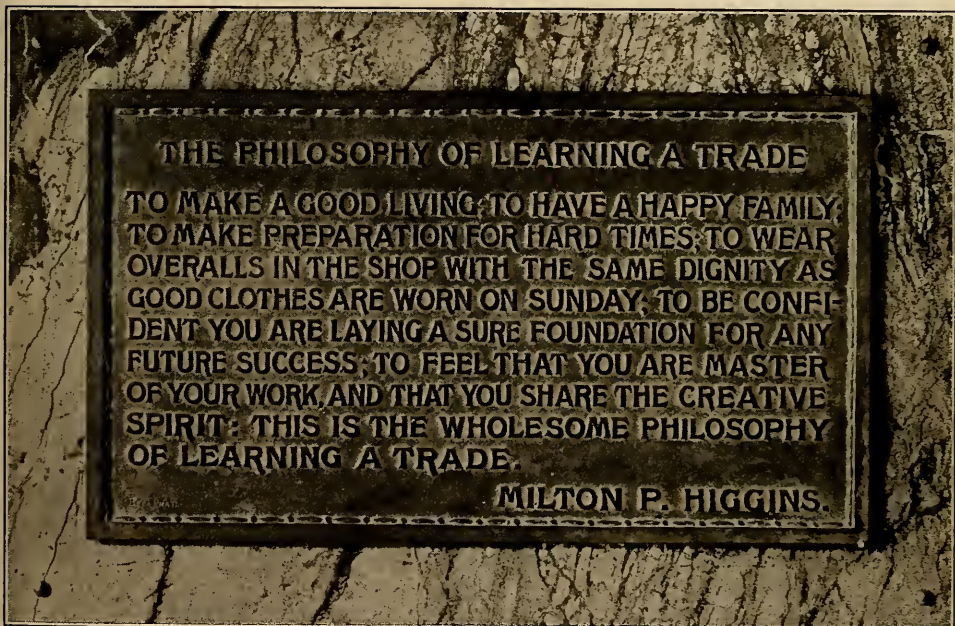 THE PHILOSOPHY OF LEARNING A TRADE
TO MAKE A GOOD LIVING; TO HAVE A HAPPY FAMILY;
TO MAKE PREPARATION FOR HARD TIMES; TO WEAR
OVERALLS IN THE SHOP WITH THE SAME DIGNITY AS
GOOD CLOTHES ARE WORN ON SUNDAY; TO BE CONFI-
DENT YOU ARE LAYING A SURE FOUNDATION FOR ANY
FUTURE SUCCESS; TO FEEL THAT YOU ARE MASTER
OF YOUR WORK, AND THAT YOU SHARE THE CREATIVE
SPIRIT: THIS IS THE WHOLESOME PHILOSOPHY
OF LEARNING A TRADE.
MILTON P. HIGGINS.